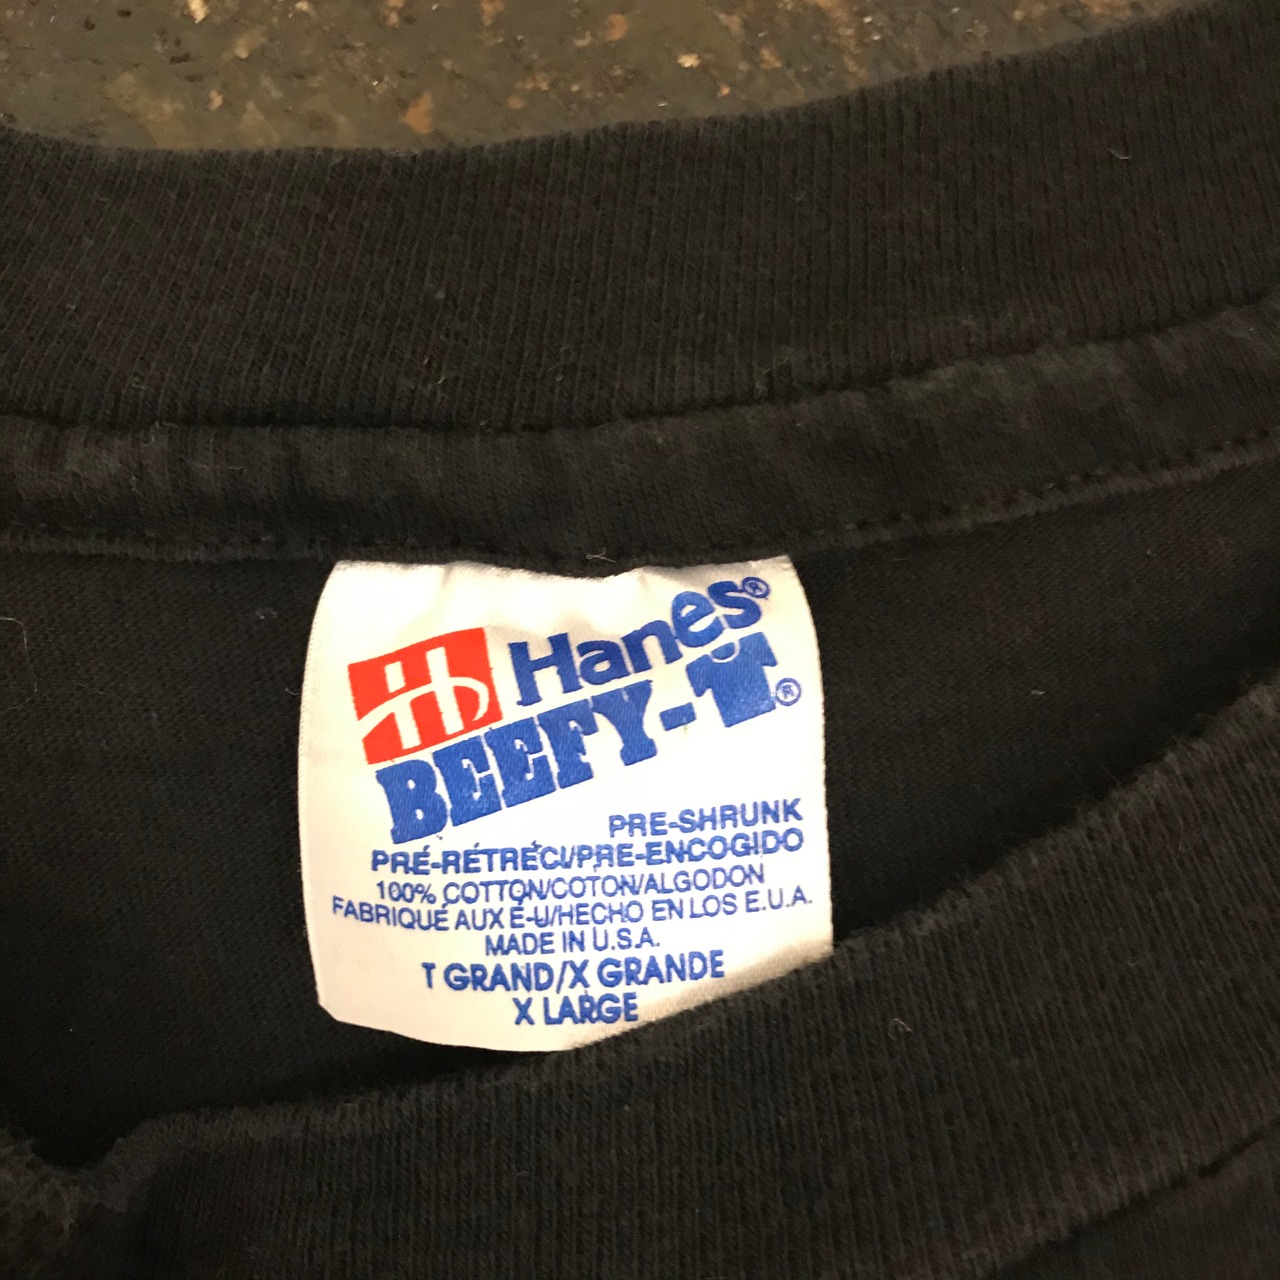 Hanes®
BEEFY-T®
PRE-SHRUNK
PRÉ-RÉTRÉCI/PRE-ENCOGIDO
100% COTTON/COTON/ALGODON
FABRIQUÉ AUX É-U/HECHO EN LOS E.U.A.
MADE IN U.S.A.
T GRAND/X GRANDE
X LARGE